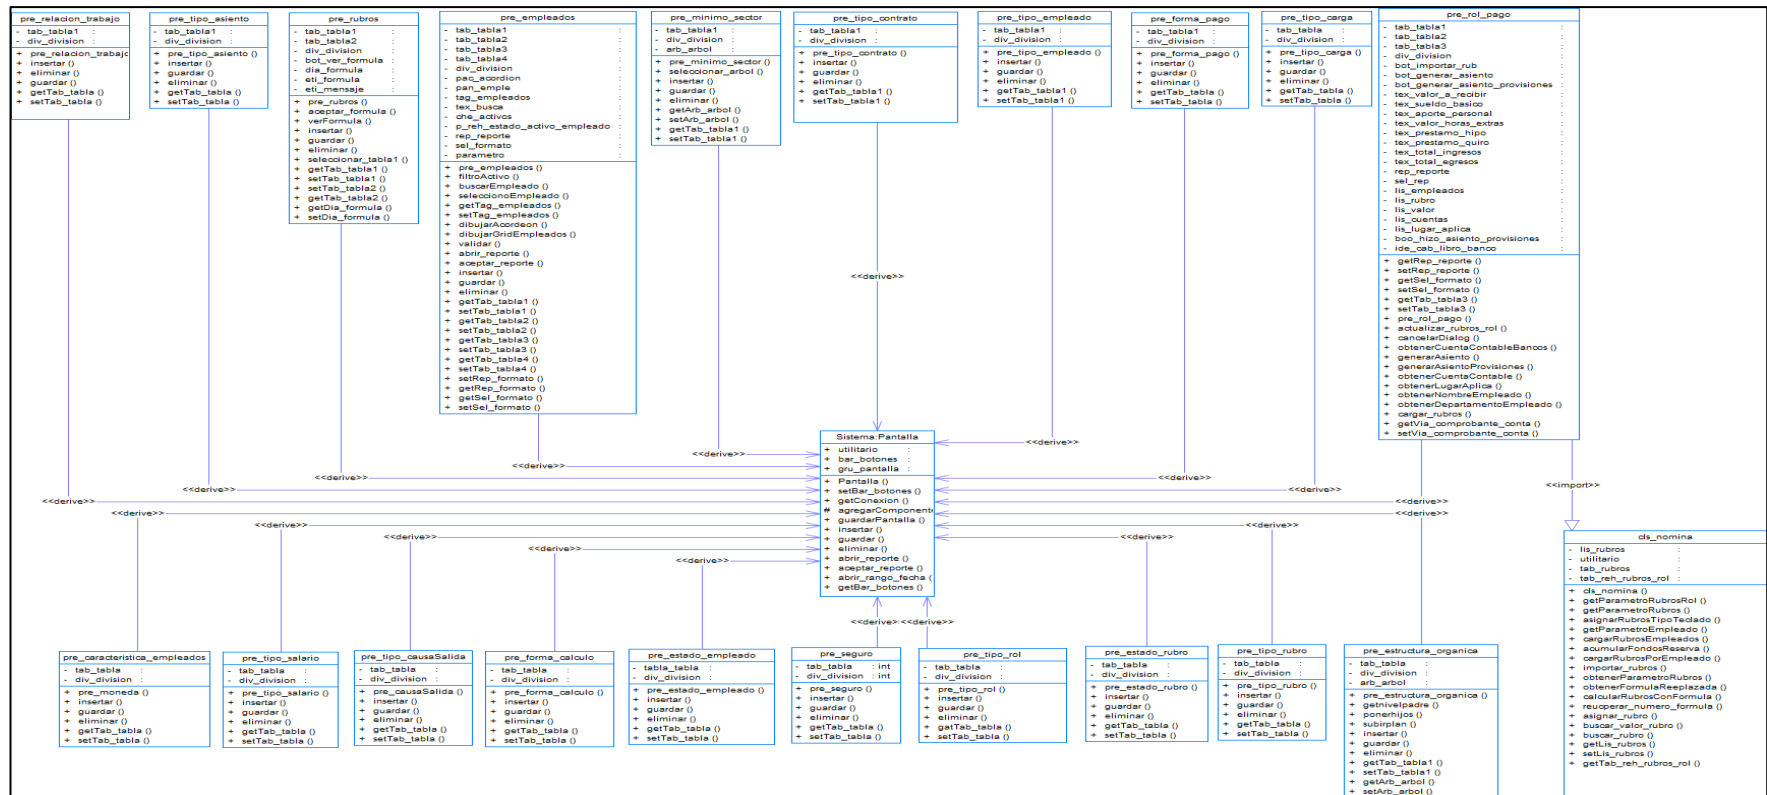 pre_relacion_trabajo
- tab_tabla1 :
- div_division :
+ pre_relacion_trabajo
+ insertar ()
+ eliminar ()
+ guardar ()
+ getTab_tabla ()
+ setTab_tabla ()
pre_tipo_asiento
- tab_tabla1 :
- div_division :
+ pre_tipo_asiento ()
+ insertar ()
+ guardar ()
+ eliminar ()
+ getTab_tabla ()
+ setTab_tabla ()
pre_rubros
- tab_tabla1 :
- tab_tabla2 :
- div_division :
- bot_ver_formula :
- dia_formula :
- eti_formula :
- eti_mensaje :
+ pre_rubros ()
+ aceptar_formula ()
+ verFormula ()
+ insertar ()
+ guardar ()
+ eliminar ()
+ seleccionar_tabla1 ()
+ getTab_tabla1 ()
+ setTab_tabla1 ()
+ setTab_tabla2 ()
+ getTab_tabla2 ()
+ getDia_formula ()
+ setDia_formula ()
pre_empleados
- tab_tabla1 :
- tab_tabla2 :
- tab_tabla3 :
- tab_tabla4 :
- div_division :
- pac_acordion :
- pan_emple :
- tag_empleados :
- tex_busca :
- che_activos :
- p_reh_estado_activo_empleado :
- rep_reporte :
- sel_formato :
- parametro :
+ pre_empleados ()
+ filtroActivo ()
+ buscarEmpleado ()
+ seleccionoEmpleado ()
+ getTag_empleados ()
+ setTag_empleados ()
+ dibujarAcordeon ()
+ dibujarGridEmpleados ()
+ validar ()
+ abrir_reporte ()
+ aceptar_reporte ()
+ insertar ()
+ guardar ()
+ eliminar ()
+ getTab_tabla1 ()
+ setTab_tabla1 ()
+ getTab_tabla2 ()
+ setTab_tabla2 ()
+ getTab_tabla3 ()
+ setTab_tabla3 ()
+ getTab_tabla4 ()
+ setTab_tabla4 ()
+ setRep_formato ()
+ getRep_formato ()
+ getSel_formato ()
+ setSel_formato ()
pre_minimo_sector
- tab_tabla1 :
- div_division :
- arb_arbol :
+ pre_minimo_sector ()
+ seleccionar_arbol ()
+ insertar ()
+ guardar ()
+ eliminar ()
+ getArb_arbol ()
+ setArb_arbol ()
+ getTab_tabla1 ()
+ setTab_tabla1 ()
pre_tipo_contrato
- tab_tabla1 :
- div_division :
+ pre_tipo_contrato ()
+ insertar ()
+ guardar ()
+ eliminar ()
+ getTab_tabla1 ()
+ setTab_tabla1 ()
pre_tipo_empleado
- tab_tabla1 :
- div_division :
+ pre_tipo_empleado ()
+ insertar ()
+ guardar ()
+ eliminar ()
+ getTab_tabla1 ()
+ setTab_tabla1 ()
pre_forma_pago
- tab_tabla1 :
- div_division :
+ pre_forma_pago ()
+ insertar ()
+ guardar ()
+ eliminar ()
+ getTab_tabla ()
+ setTab_tabla ()
pre_tipo_carga
- tab_tabla :
- div_division :
+ pre_tipo_carga ()
+ insertar ()
+ guardar ()
+ eliminar ()
+ getTab_tabla ()
+ setTab_tabla ()
pre_rol_pago
- tab_tabla1 :
- tab_tabla2 :
- tab_tabla3 :
- div_division :
- bot_importar_rub :
- bot_generar_asiento :
- bot_generar_asiento_provisiones :
- tex_valor_a_recibir :
- tex_sueldo_basico :
- tex_aporte_personal :
- tex_valor_horas_extras :
- tex_prestamo_hipo :
- tex_prestamo_quiro :
- tex_total_ingresos :
- tex_total_egresos :
- rep_reporte :
- sel_rep :
- lis_empleados :
- lis_rubro :
- lis_valor :
- lis_cuentas :
- lis_lugar_aplica :
- boo_hizo_asiento_provisiones :
- ide_cab_libro_banco :
+ getRep_reporte ()
+ setRep_reporte ()
+ getSel_formato ()
+ setSel_formato ()
+ getTab_tabla3 ()
+ setTab_tabla3 ()
+ pre_rol_pago ()
+ actualizar_rubros_rol ()
+ cancelarDialog ()
+ obtenerCuentaContableBancos ()
+ generarAsiento ()
+ generarAsientoProvisiones ()
+ obtenerCuentaContable ()
+ obtenerLugarAplica ()
+ obtenerNombreEmpleado ()
+ obtenerDepartamentoEmpleado ()
+ cargar_rubros ()
+ getVia_comprobante_conta ()
+ setVia_comprobante_conta ()
<<derive>>
Sistema:Pantalla
+ utilitario :
+ bar_botones :
+ gru_pantalla :
+ Pantalla ()
+ setBar_botones ()
+ getConexion ()
# agregarComponente
+ guardarPantalla ()
+ insertar ()
+ guardar ()
+ eliminar ()
+ abrir_reporte ()
+ aceptar_reporte ()
+ abrir_rango_fecha (
+ getBar_botones ()
<<derive>>
<<derive>>
<<derive>>
<<derive>>
<<derive>>
<<derive>>
<<import>>
<<derive>>
<<derive>>
<<derive>>
<<derive>>
<<derive>>
<<derive>>
<<derive>>
<<derive>>
<<derive>>
<<derive>>
<<derive>>
<<derive>>
<<derive>>
<<derive>>
cls_nomina
- lis_rubros :
- utilitario :
- tab_rubros :
- tab_reh_rubros_rol :
+ cls_nomina ()
+ getParametroRubrosRol ()
+ getParametroRubros ()
+ asignarRubrosTipoTeclado ()
+ getParametroEmpleado ()
+ cargarRubrosEmpleados ()
+ acumularFondosReserva ()
+ cargarRubrosPorEmpleado ()
+ importar_rubros ()
+ obtenerParametroRubros ()
+ obtenerFormulaReeplazada ()
+ calcularRubrosConFormula ()
+ reucperar_numero_formula ()
+ asignar_rubro ()
+ buscar_valor_rubro ()
+ buscar_rubro ()
+ getLis_rubros ()
+ setLis_rubros ()
+ getTab_reh_rubros_rol ()
pre_caracteristica_empleados
- tab_tabla :
- div_division :
+ pre_moneda ()
+ insertar ()
+ guardar ()
+ eliminar ()
+ getTab_tabla ()
+ setTab_tabla ()
pre_tipo_salario
- tab_tabla :
- div_division :
+ pre_tipo_salario ()
+ insertar ()
+ guardar ()
+ eliminar ()
+ getTab_tabla ()
+ setTab_tabla ()
pre_tipo_causaSalida
- tab_tabla :
- div_division :
+ pre_causaSalida ()
+ insertar ()
+ guardar ()
+ eliminar ()
+ getTab_tabla ()
+ setTab_tabla ()
pre_forma_calculo
- tab_tabla :
- div_division :
+ pre_forma_calculo ()
+ insertar ()
+ guardar ()
+ eliminar ()
+ getTab_tabla ()
+ setTab_tabla ()
pre_estado_empleado
- tabla_tabla :
- div_division :
+ pre_estado_empleado ()
+ insertar ()
+ guardar ()
+ eliminar ()
+ getTab_tabla ()
+ setTab_tabla ()
pre_seguro
- tab_tabla : int
- div_division : int
+ pre_seguro ()
+ insertar ()
+ guardar ()
+ eliminar ()
+ getTab_tabla ()
+ setTab_tabla ()
pre_tipo_rol
- tab_tabla :
- div_division :
+ pre_tipo_rol ()
+ insertar ()
+ guardar ()
+ eliminar ()
+ gatTab_tabla ()
+ setTab_tabla ()
pre_estado_rubro
- tab_tabla :
- div_division :
+ pre_estado_rubro ()
+ insertar ()
+ guardar ()
+ eliminar ()
+ getTab_tabla ()
+ setTab_tabla ()
pre_tipo_rubro
- tab_tabla :
- div_division :
+ pre_tipo_rubro ()
+ insertar ()
+ guardar ()
+ eliminar ()
+ getTab_tabla ()
+ setTab_tabla ()
pre_estructura_organica
- tab_tabla :
- div_division :
- arb_arbol :
+ pre_estructura_organica ()
+ getnivelpadre ()
+ ponerhijos ()
+ subirplan ()
+ insertar ()
+ guardar ()
+ eliminar ()
+ getTab_tabla1 ()
+ setTab_tabla1 ()
+ getArb_arbol ()
+ setArb_arbol ()